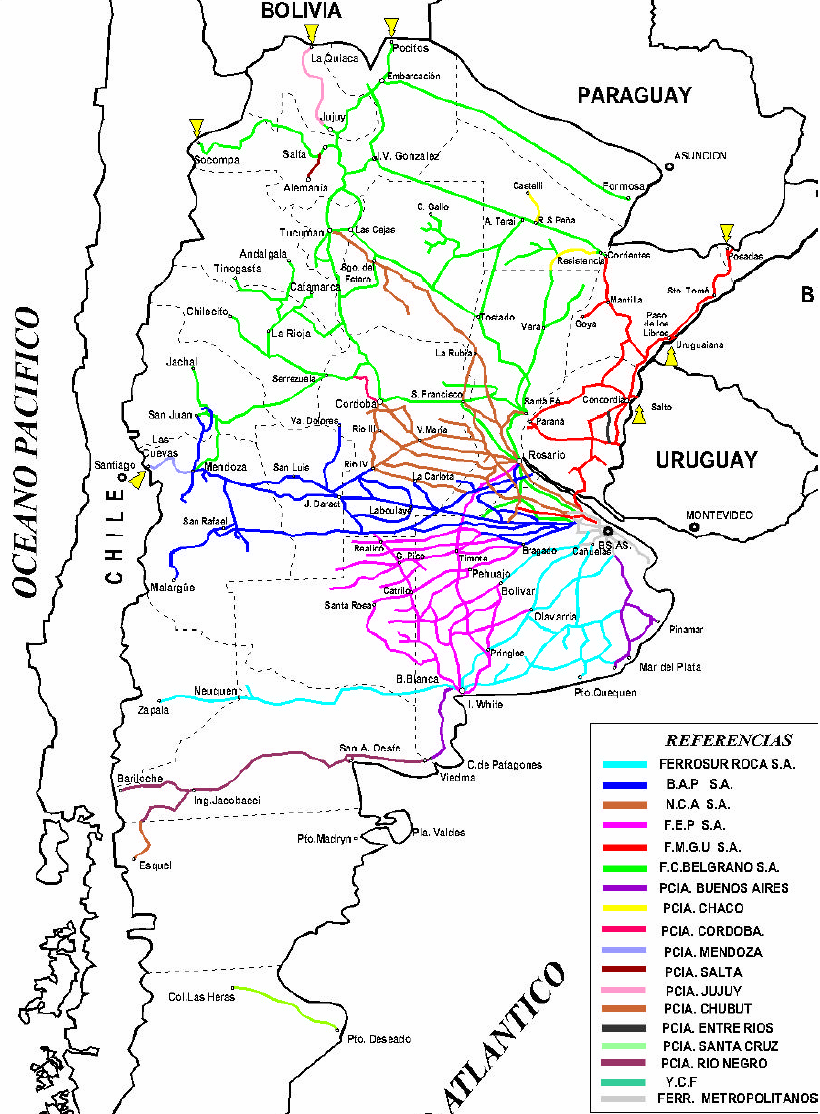 BOLIVIA
La Quiaca
Pocitos
Embarcación
PARAGUAY
Jujuy
Socompa
Salta
J.V. Gonzalez
ASUNCION
Alemania
Castelli
Formosa
C. Gallo
A. Terai
R.S Peña
Tucuman
Las Cejas
Andalgala
Resistencia
Corrientes
Posadas
Tinogasta
Sgo. del
Estero
Catamarca
Sto. Tomé
B
Mantilla
Chilecito
Tostado
Goya
Paso
de los
Libres
Vera
La Rioja
Uruguaiana
OCEANO PACIFICO
La Rubia
Jachal
Serrezuela
S. Francisco
Cordoba
Santa Fé
Concordia
Salto
San Juan
Va. Dolores
Rio III
V. Maria
Paraná
Las
Cuevas
Rosario
URUGUAY
Santiago
Mendoza
San Luis
Rio IV
La Carlota
CHILE
J. Daract
Laboulaye
MONTEVIDEO
San Rafael
BS.AS.
Realico
Bragado
Cañuelas
G. Pico
Timote
Malargüe
Pehuajo
Catrilo
Bolivar
Santa Rosa
Olavarria
Pinamar
Pringles
Mar del Plata
B.Blanca
Neuquen
Pto.Quequen
Zapala
I. White
San A. Oeste
C.de Patagones
Viedma
Bariloche
Ing.Jacobacci
Pto.Madryn
Pla. Valdes
Esquel
Col.Las Heras
Pto. Deseado
ATLANTICO
REFERENCIAS
FERROSUR ROCA S.A.
B.A.P S.A.
N.C.A S.A.
F.E.P S.A.
F.M.G.U S.A.
F.C.BELGRANO S.A.
PCIA. BUENOS AIRES
PCIA. CHACO
PCIA. CORDOBA.
PCIA. MENDOZA
PCIA. SALTA
PCIA. JUJUY
PCIA. CHUBUT
PCIA. ENTRE RIOS
PCIA. SANTA CRUZ
PCIA. RIO NEGRO
Y.C.F
FERR. METROPOLITANOS